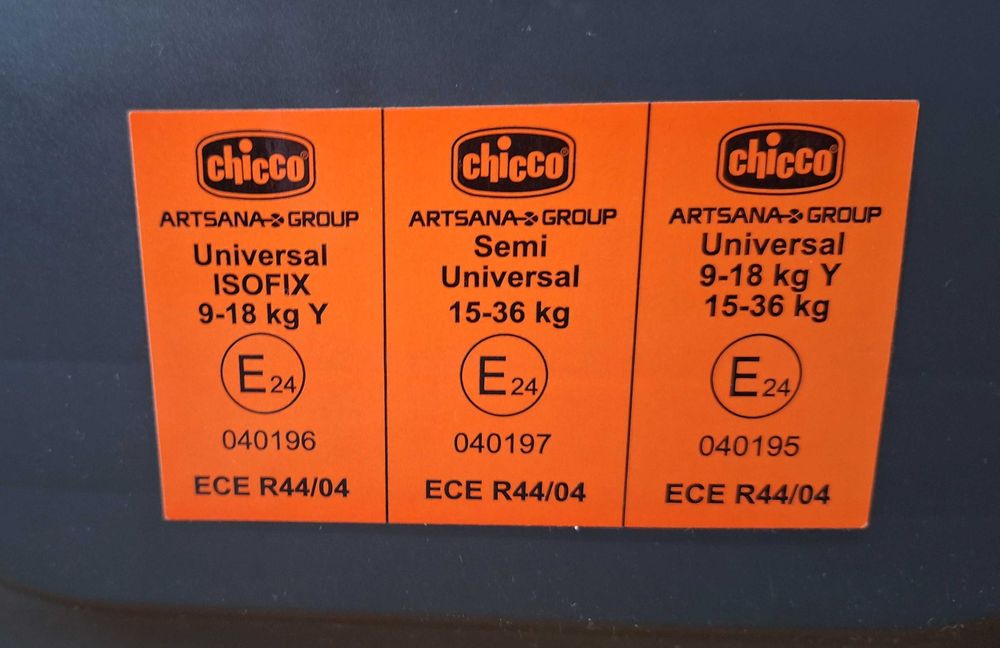 chicco®
ARTSANA GROUP
Universal
ISOFIX
9-18 kg Y
E24
040196
ECE R44/04
chicco®
ARTSANA GROUP
Semi
Universal
15-36 kg
E24
040197
ECE R44/04
chicco®
ARTSANA GROUP
Universal
9-18 kg Y
15-36 kg
E24
040195
ECE R44/04